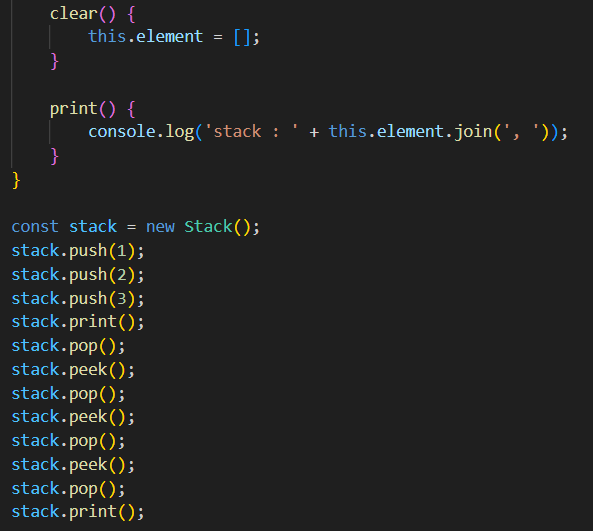 clear() {
this.element = [];
}
print() {
console.log('stack : ' + this.element.join(', '));
}
}
const stack = new Stack();
stack.push(1);
stack.push(2);
stack.push(3);
stack.print();
stack.pop();
stack.peek();
stack.pop();
stack.peek();
stack.pop();
stack.peek();
stack.pop();
stack.print();